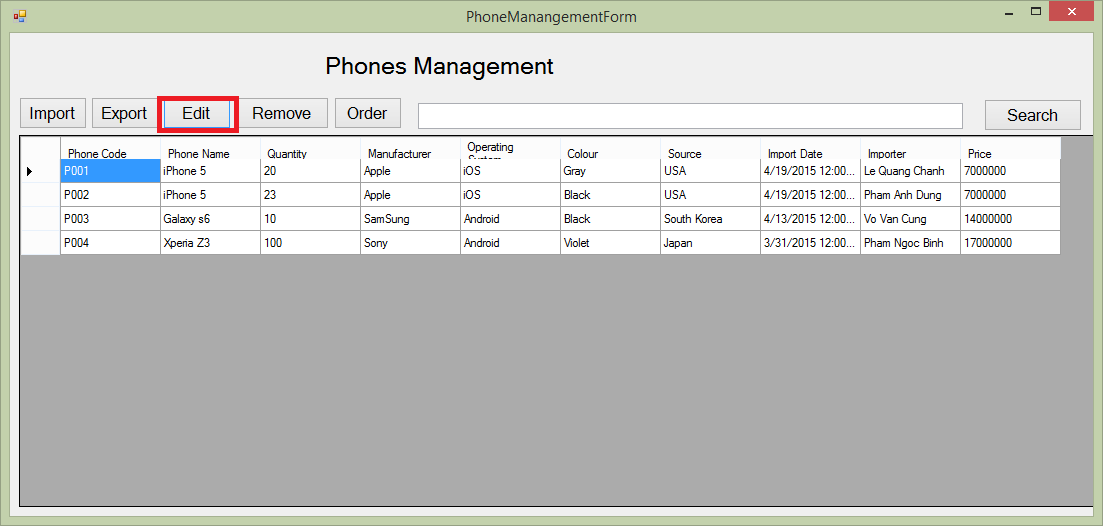 PhoneManangementForm
Phones Management
Import Export Edit Remove Order Search
Phone Code Phone Name Quantity Manufacturer Operating System Colour Source Import Date Importer Price
P001 iPhone 5 20 Apple iOS Gray USA 4/19/2015 12:00... Le Quang Chanh 7000000
P002 iPhone 5 23 Apple iOS Black USA 4/19/2015 12:00... Pham Anh Dung 7000000
P003 Galaxy s6 10 SamSung Android Black South Korea 4/13/2015 12:00... Vo Van Cung 14000000
P004 Xperia Z3 100 Sony Android Violet Japan 3/31/2015 12:00... Pham Ngoc Binh 17000000